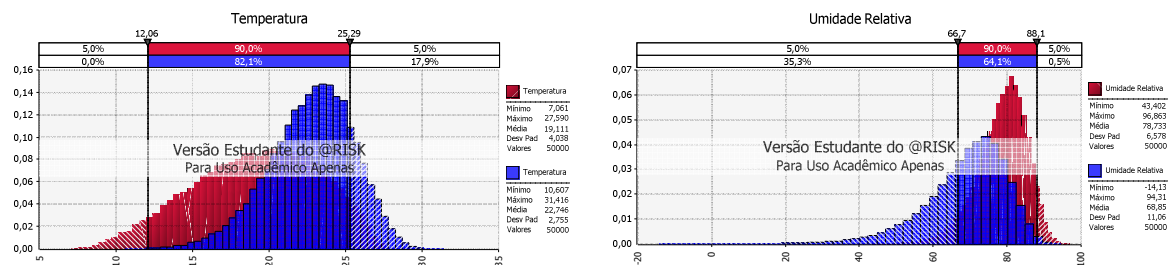 Temperatura
12,06 25,29
5,0% 90,0% 5,0%
0,0% 82,1% 17,9%
0,16
0,14
0,12
0,10
0,08
0,06
0,04
0,02
0,00
5 10 15 20 25 30 35
Versão Estudante do @RISK
Para Uso Acadêmico Apenas
Temperatura
Mínimo 7,061
Máximo 27,590
Média 19,111
Desv Pad 4,038
Valores 50000
Temperatura
Mínimo 10,607
Máximo 31,416
Média 22,746
Desv Pad 2,755
Valores 50000
Umidade Relativa
66,7 88,1
5,0% 90,0% 5,0%
35,3% 64,1% 0,5%
0,07
0,06
0,05
0,04
0,03
0,02
0,01
0,00
-20 0 20 40 60 80 100
Versão Estudante do @RISK
Para Uso Acadêmico Apenas
Umidade Relativa
Mínimo 43,402
Máximo 96,863
Média 78,733
Desv Pad 6,578
Valores 50000
Umidade Relativa
Mínimo -14,13
Máximo 94,31
Média 68,85
Desv Pad 11,06
Valores 50000